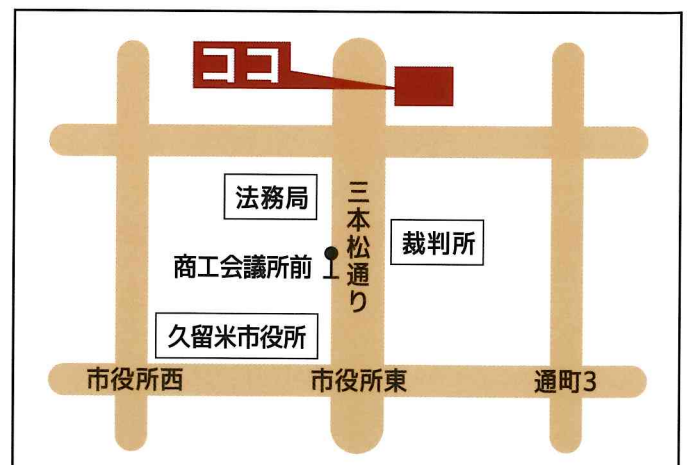 ココ
法務局
三本松通り
裁判所
商工会議所前
久留米市役所
市役所西
市役所東
通町3